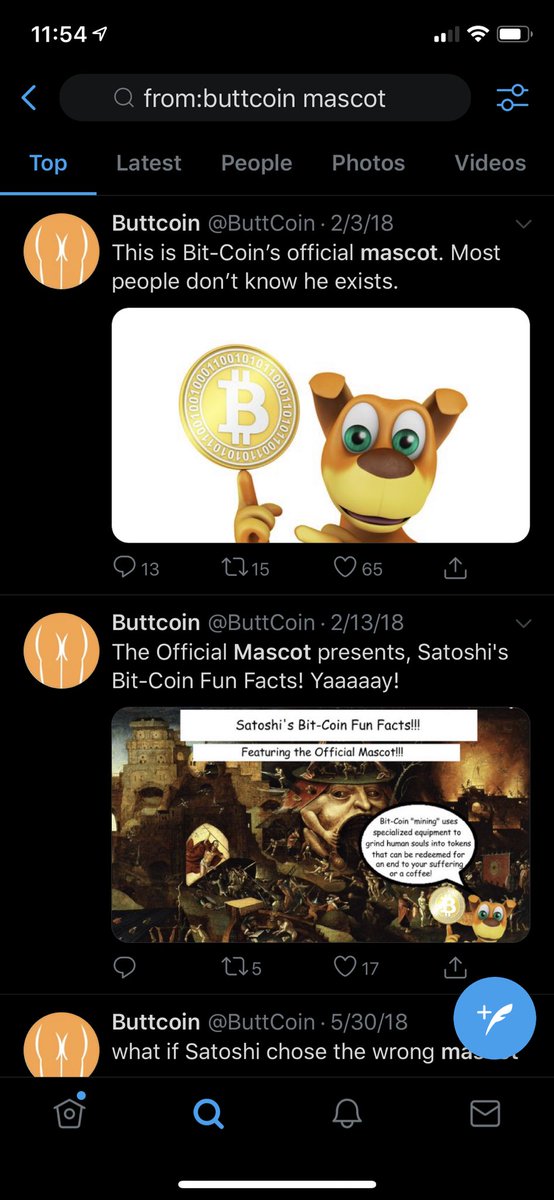 11:54
from:buttcoin mascot
Top Latest People Photos Videos
Buttcoin @ButtCoin · 2/3/18
This is Bit-Coin’s official mascot. Most
people don’t know he exists.
B
13 15 65
Buttcoin @ButtCoin · 2/13/18
The Official Mascot presents, Satoshi's
Bit-Coin Fun Facts! Yaaaaay!
Satoshi's Bit-Coin Fun Facts!!!
Featuring the Official Mascot!!!
Bit-Coin "mining" uses
specialized equipment to
grind human souls into tokens
that can be redeemed for
an end to your suffering
or a coffee!
B
5 17
Buttcoin @ButtCoin · 5/30/18
what if Satoshi chose the wrong